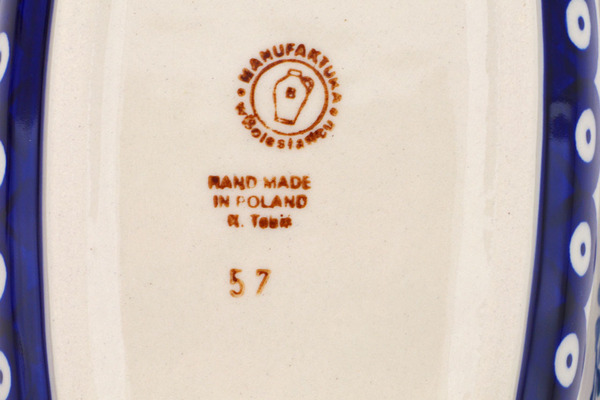 MANUFAKTURA
w Bolesławcu
HAND MADE
IN POLAND
57